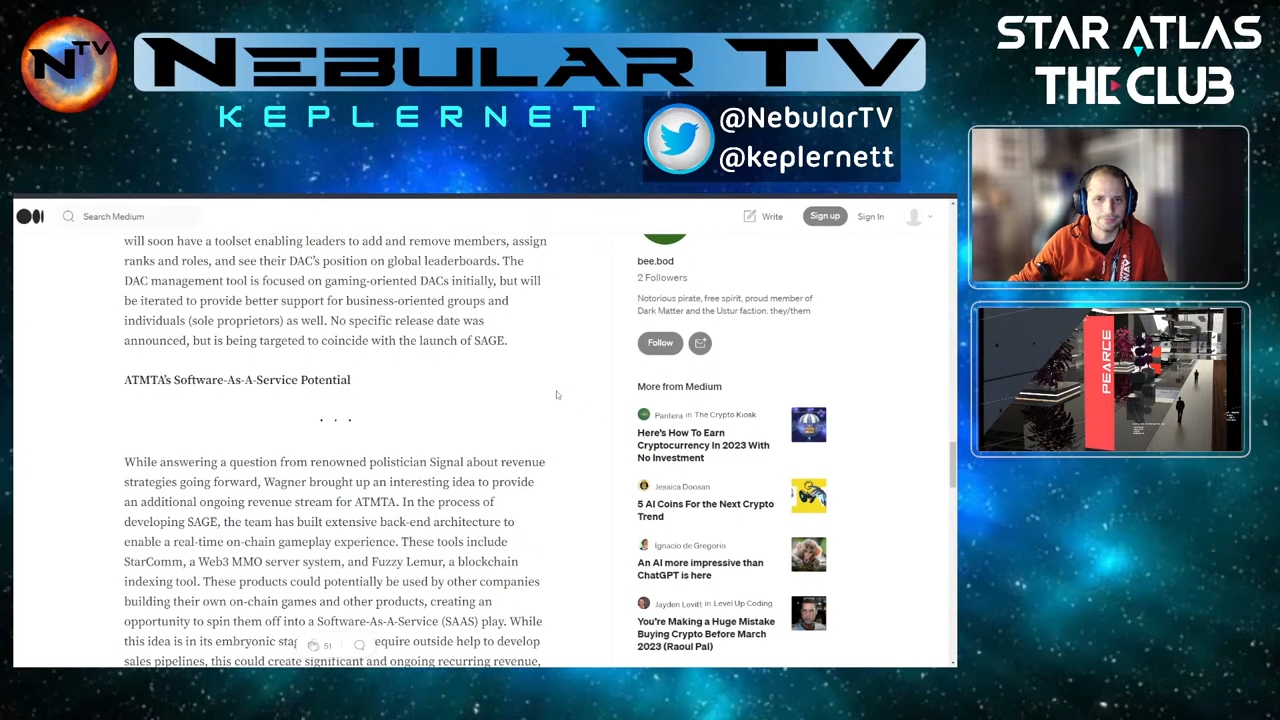 NTV
NEBULAR TV
KEPLERNET
@NebularTV
@keplernett
STAR ATLAS
THE CLUB
Search Medium
Write
Sign up
Sign In
will soon have a toolset enabling leaders to add and remove members, assign
ranks and roles, and see their DAC's position on global leaderboards. The
DAC management tool is focused on gaming-oriented DACs initially, but will
be iterated to provide better support for business-oriented groups and
individuals (sole proprietors) as well. No specific release date was
announced, but is being targeted to coincide with the launch of SAGE.
ATMTA's Software-As-A-Service Potential
. . .
While answering a question from renowned polistician Signal about revenue
strategies going forward, Wagner brought up an interesting idea to provide
an additional ongoing revenue stream for ATMTA. In the process of
developing SAGE, the team has built extensive back-end architecture to
enable a real-time on-chain gameplay experience. These tools include
StarComm, a Web3 MMO server system, and Fuzzy Lemur, a blockchain
indexing tool. These products could potentially be used by other companies
building their own on-chain games and other products, creating an
opportunity to spin them off into a Software-As-A-Service (SAAS) play. While
this idea is in its embryonic equire outside help to develop
sales pipelines, this could create significant and ongoing recurring revenue,
51
bee.bod
2 Followers
Notorious pirate, free spirit, proud member of
Dark Matter and the Ustur faction. they/them
Follow
More from Medium
Pantera in The Crypto Kiosk
Here's How To Earn
Cryptocurrency In 2023 With
No Investment
Jessica Doosan
5 AI Coins For the Next Crypto
Trend
Ignacio de Gregorio
An AI more impressive than
ChatGPT is here
Jayden Levitt in Level Up Coding
You're Making a Huge Mistake
Buying Crypto Before March
2023 (Raoul Pal)
PEARCE